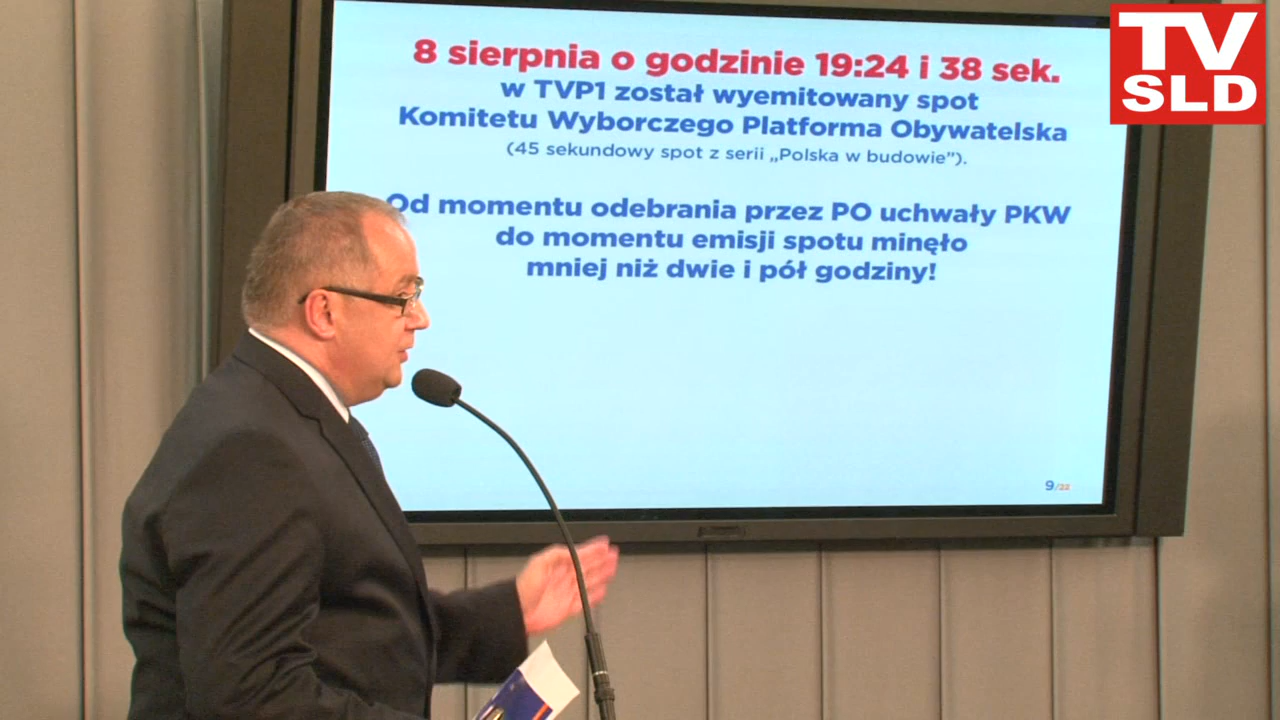 TV
SLD
8 sierpnia o godzinie 19:24 i 38 sek.
w TVP1 został wyemitowany spot
Komitetu Wyborczego Platforma Obywatelska
(45 sekundowy spot z serii „Polska w budowie”).
Od momentu odebrania przez PO uchwały PKW
do momentu emisji spotu minęło
mniej niż dwie i pół godziny!
9/22